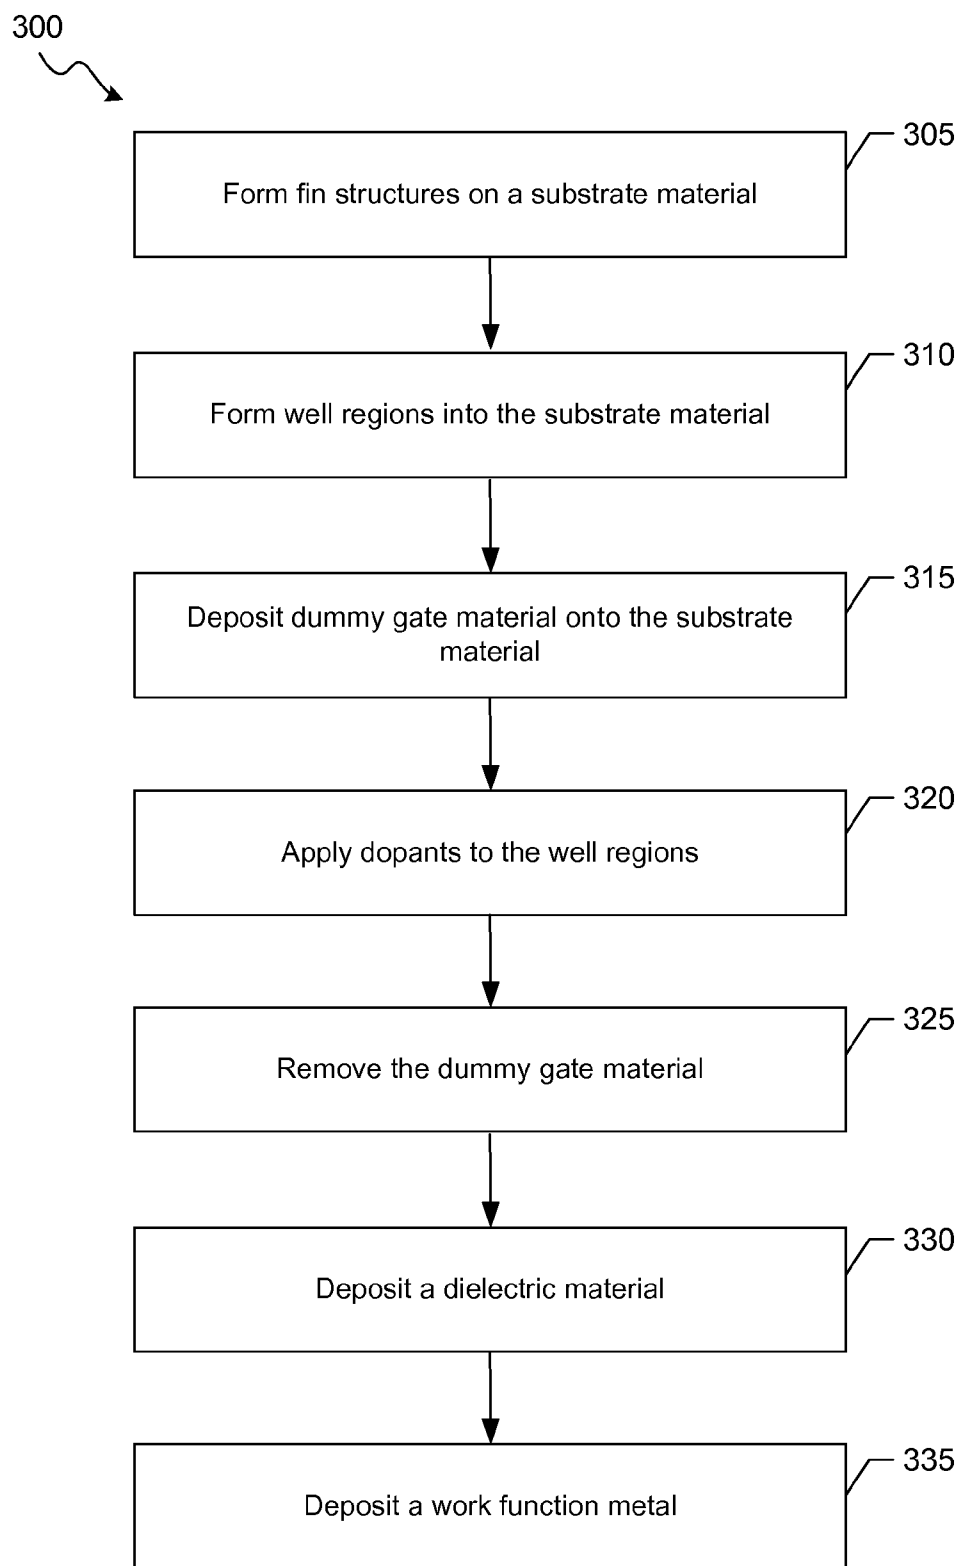 300
305
Form fin structures on a substrate material
310
Form well regions into the substrate material
315
Deposit dummy gate material onto the substrate
material
320
Apply dopants to the well regions
325
Remove the dummy gate material
330
Deposit a dielectric material
335
Deposit a work function metal